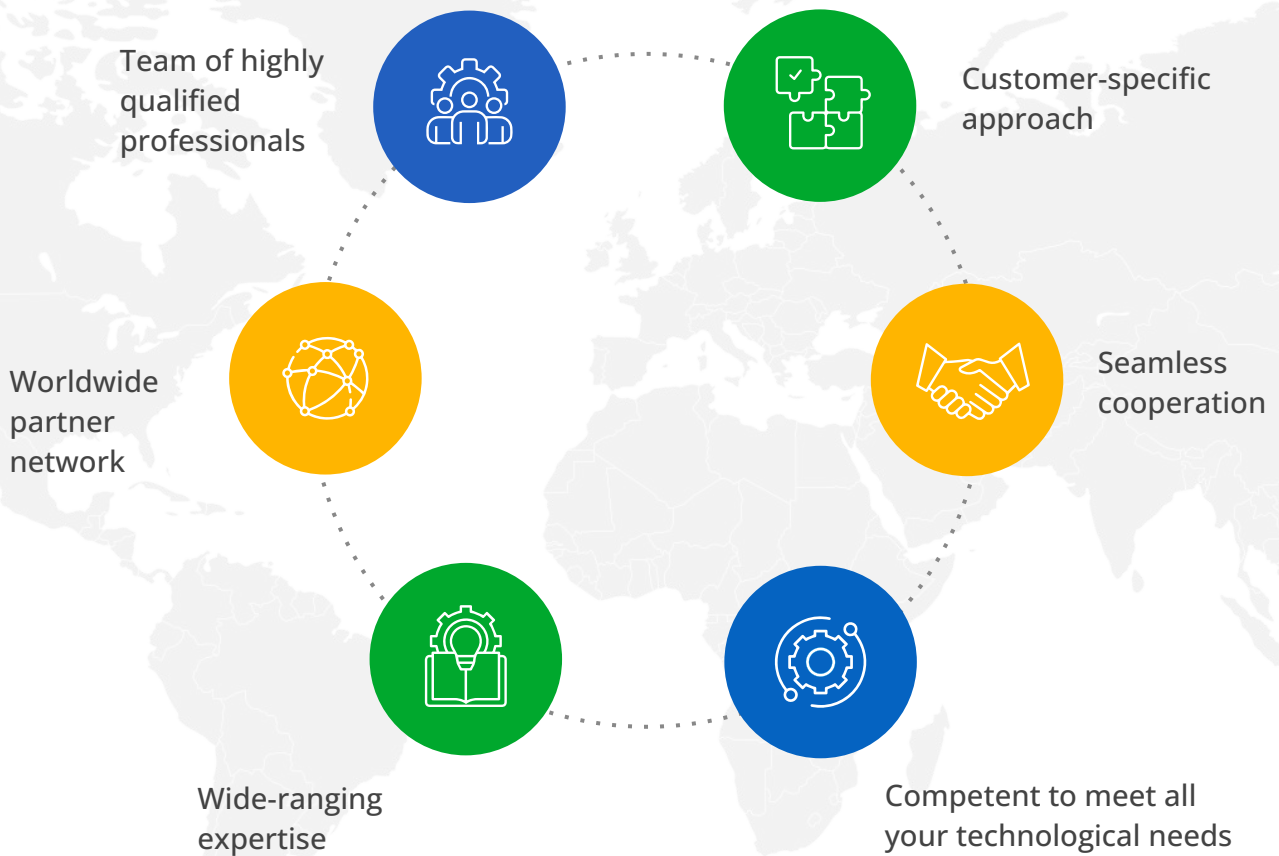 Team of highly
qualified
professionals
Customer-specific
approach
Worldwide
partner
network
Seamless
cooperation
Wide-ranging
expertise
Competent to meet all
your technological needs